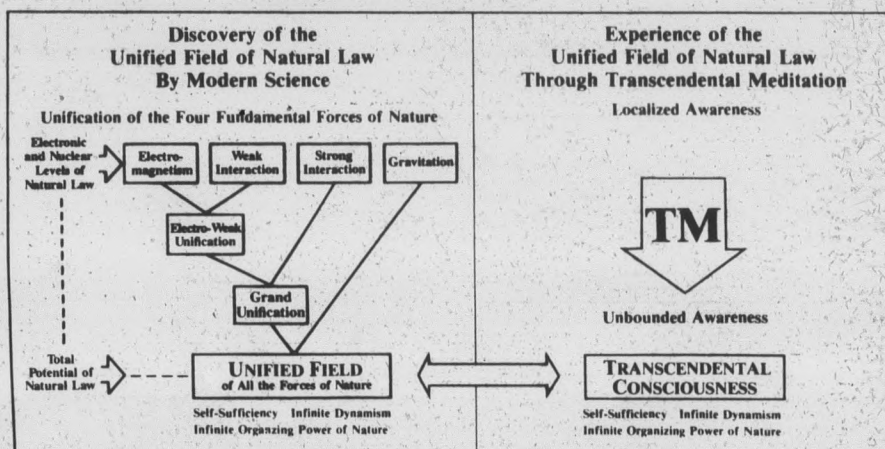 Discovery of the
Unified Field of Natural Law
By Modern Science
Unification of the Four Fundamental Forces of Nature
Electronic
and Nuclear
Levels of
Natural Law
Electro-
magnetism
Weak
Interaction
Strong
Interaction
Gravitation
Electro-Weak
Unification
Grand
Unification
Total
Potential of
Natural Law
UNIFIED FIELD
of All the Forces of Nature
Self-Sufficiency Infinite Dynamism
Infinite Organizing Power of Nature
Experience of the
Unified Field of Natural Law
Through Transcendental Meditation
Localized Awareness
TM
Unbounded Awareness
TRANSCENDENTAL
CONSCIOUSNESS
Self-Sufficiency Infinite Dynamism
Infinite Organizing Power of Nature